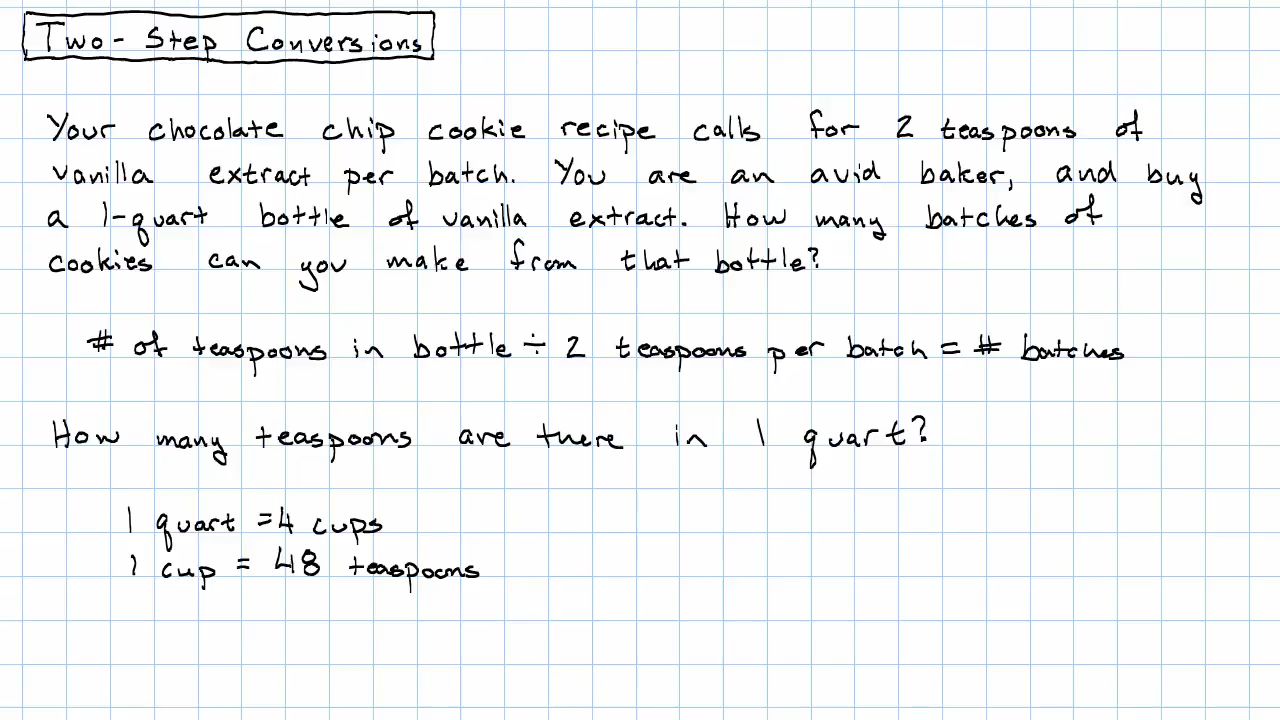 Two-Step Conversions
Your chocolate chip cookie recipe calls for 2 teaspoons of
vanilla extract per batch. You are an avid baker, and buy
a 1-quart bottle of vanilla extract. How many batches of
cookies can you make from that bottle?
# of teaspoons in bottle ÷ 2 teaspoons per batch = # batches
How many teaspoons are there in 1 quart?
1 quart = 4 cups
1 cup = 48 teaspoons